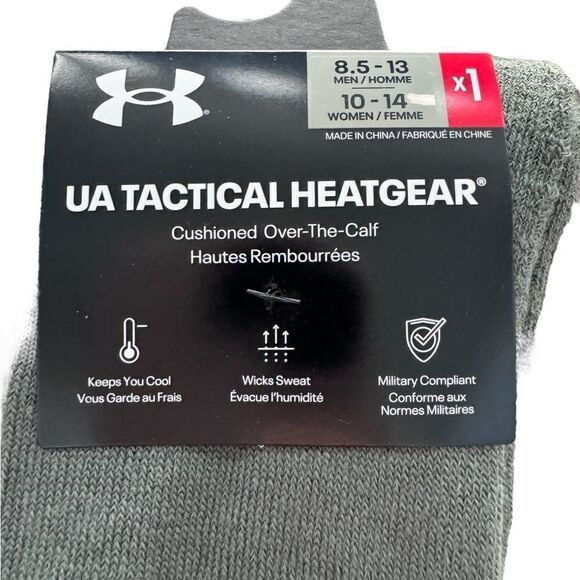 8.5 - 13
MEN / HOMME
10 - 14
WOMEN / FEMME
x1
MADE IN CHINA / FABRIQUÉ EN CHINE
UA TACTICAL HEATGEAR®
Cushioned Over-The-Calf
Hautes Rembourrées
Keeps You Cool
Vous Garde au Frais
Wicks Sweat
Évacue l'humidité
Military Compliant
Conforme aux
Normes Militaires